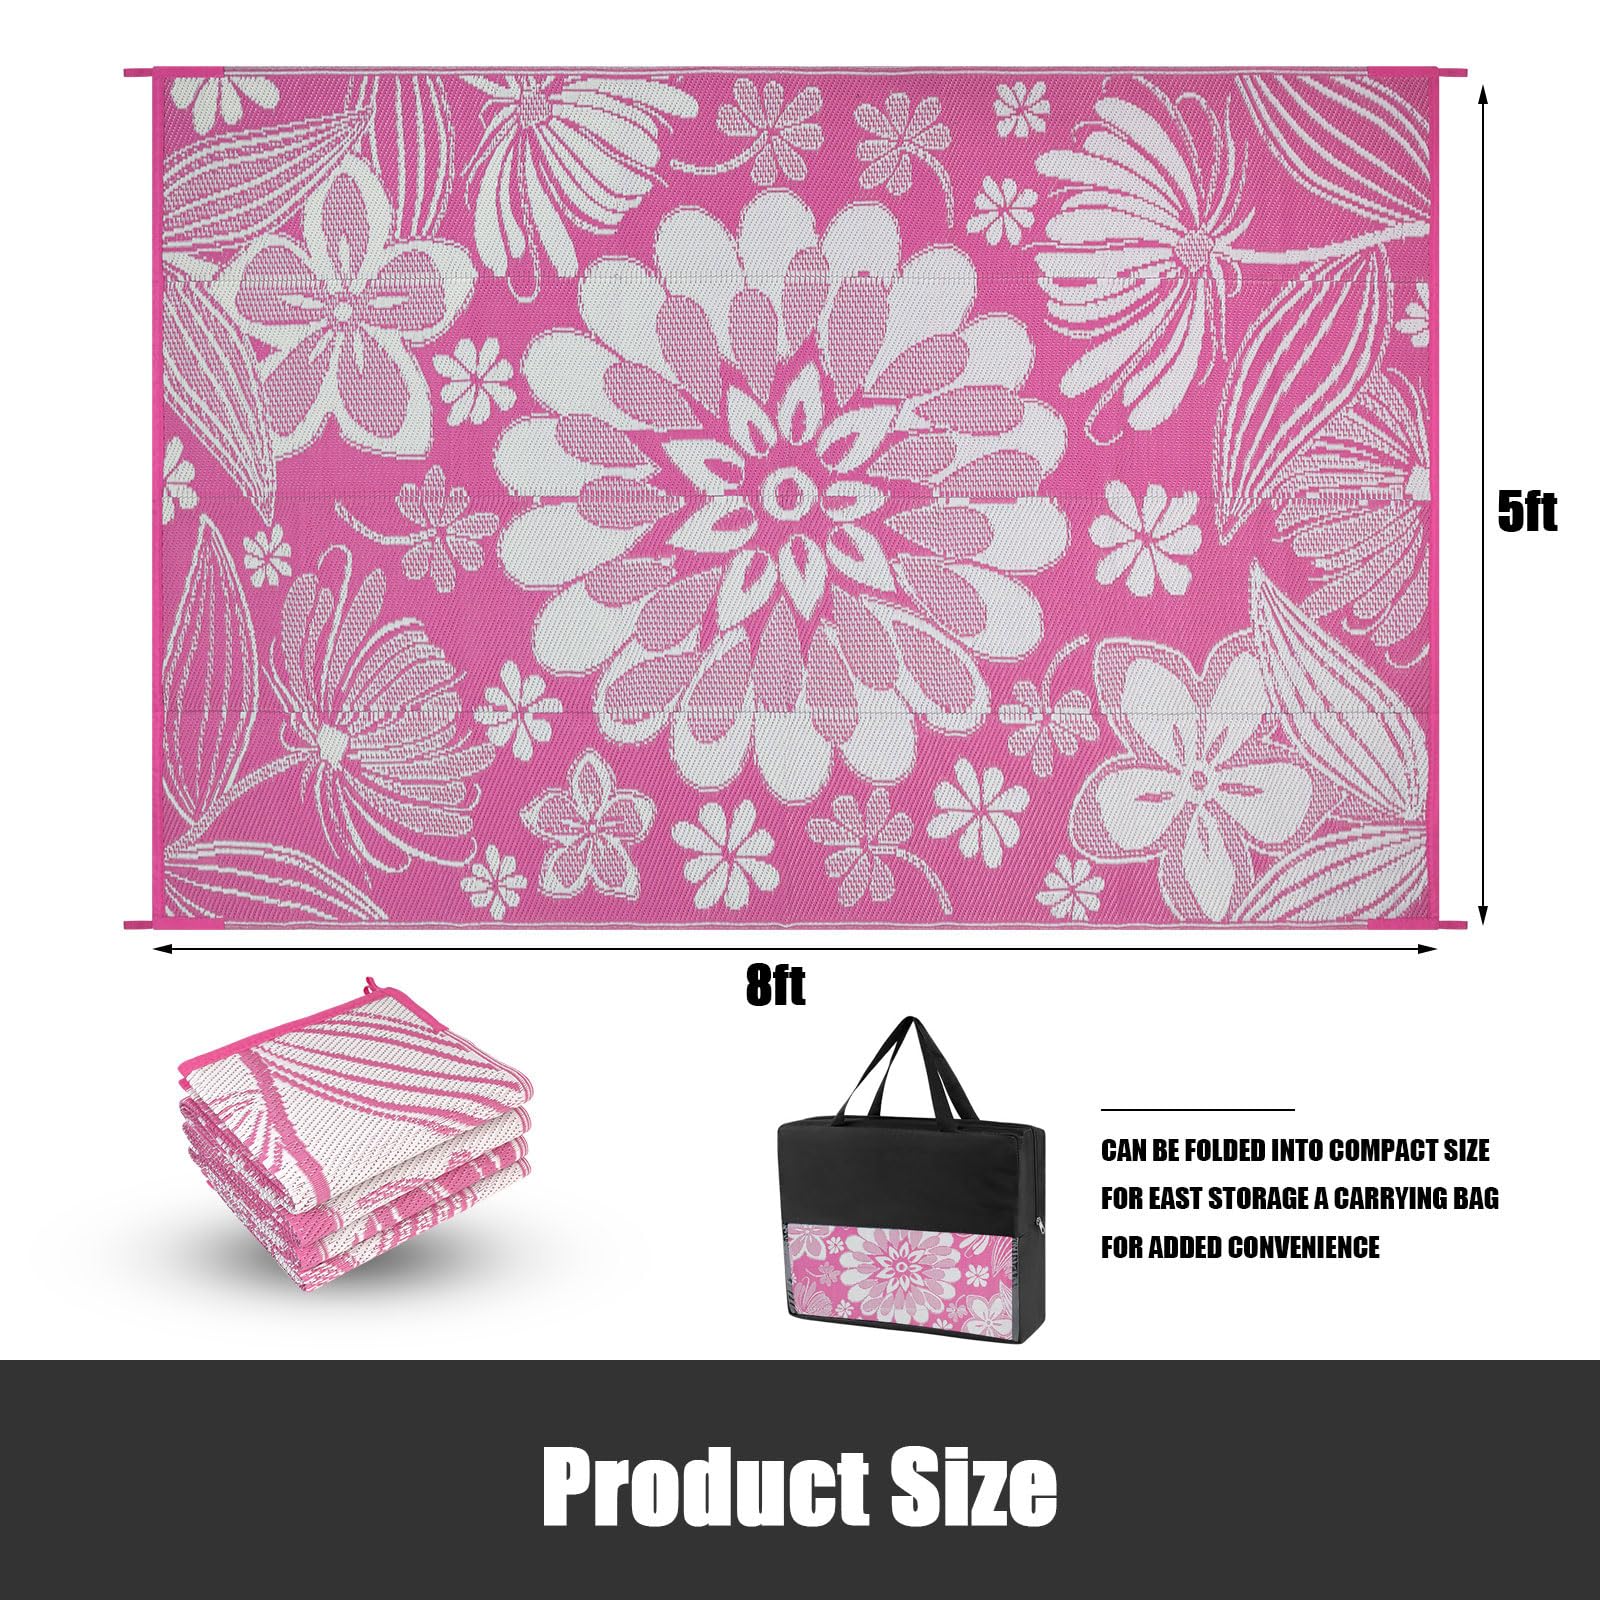 5ft
8ft
CAN BE FOLDED INTO COMPACT SIZE
FOR EAST STORAGE A CARRYING BAG
FOR ADDED CONVENIENCE
Product Size